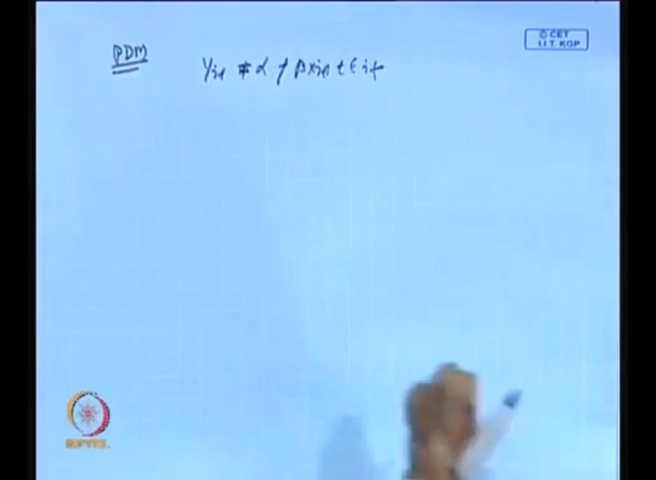 PDM
Yit = α + βxit + εit
© CET
I.I.T. KGP
NPTEL